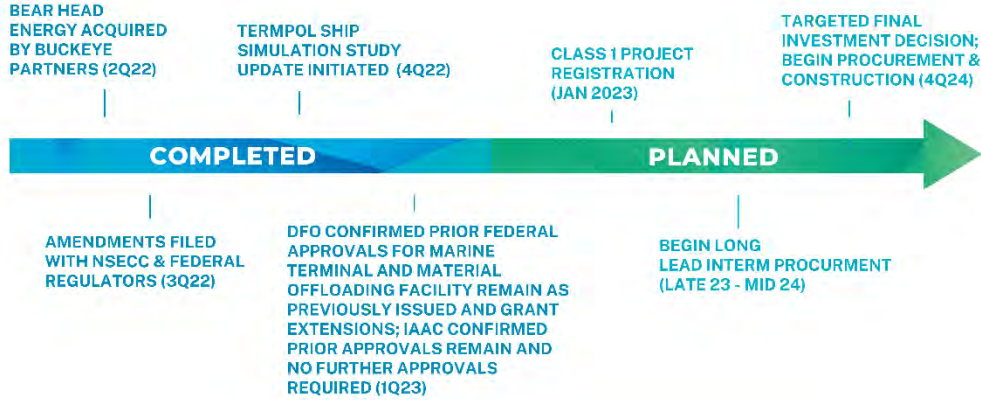 BEAR HEAD
ENERGY ACQUIRED
BY BUCKEYE
PARTNERS (2Q22)
TERMPOL SHIP
SIMULATION STUDY
UPDATE INITIATED (4Q22)
CLASS 1 PROJECT
REGISTRATION
(JAN 2023)
TARGETED FINAL
INVESTMENT DECISION;
BEGIN PROCUREMENT &
CONSTRUCTION (4Q24)
COMPLETED
PLANNED
AMENDMENTS FILED
WITH NSECC & FEDERAL
REGULATORS (3Q22)
DFO CONFIRMED PRIOR FEDERAL
APPROVALS FOR MARINE
TERMINAL AND MATERIAL
OFFLOADING FACILITY REMAIN AS
PREVIOUSLY ISSUED AND GRANT
EXTENSIONS; IAAC CONFIRMED
PRIOR APPROVALS REMAIN AND
NO FURTHER APPROVALS
REQUIRED (1Q23)
BEGIN LONG
LEAD INTERM PROCURMENT
(LATE 23 - MID 24)